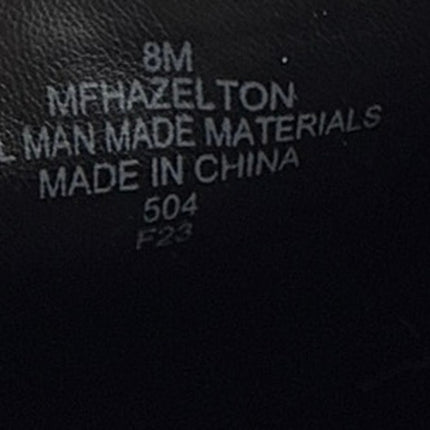 8M
MFHAZELTON
L MAN MADE MATERIALS
MADE IN CHINA
504
F23